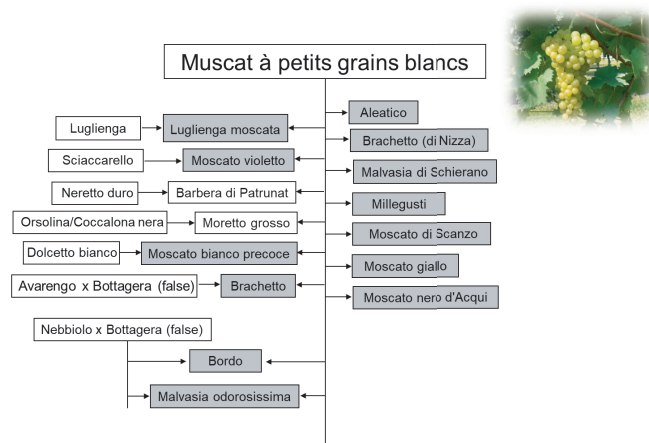 Muscat à petits grains blancs
Aleatico
Luglienga
Luglienga moscata
Brachetto (di Nizza)
Sciaccarello
Moscato violetto
Malvasia di Schierano
Neretto duro
Barbera di Patrunat
Millegusti
Orsolina/Coccalona nera
Moretto grosso
Moscato di Scanzo
Dolcetto bianco
Moscato bianco precoce
Moscato giallo
Avarengo x Bottagera (false)
Brachetto
Moscato nero d'Acqui
Nebbiolo x Bottagera (false)
Bordo
Malvasia odorosissima